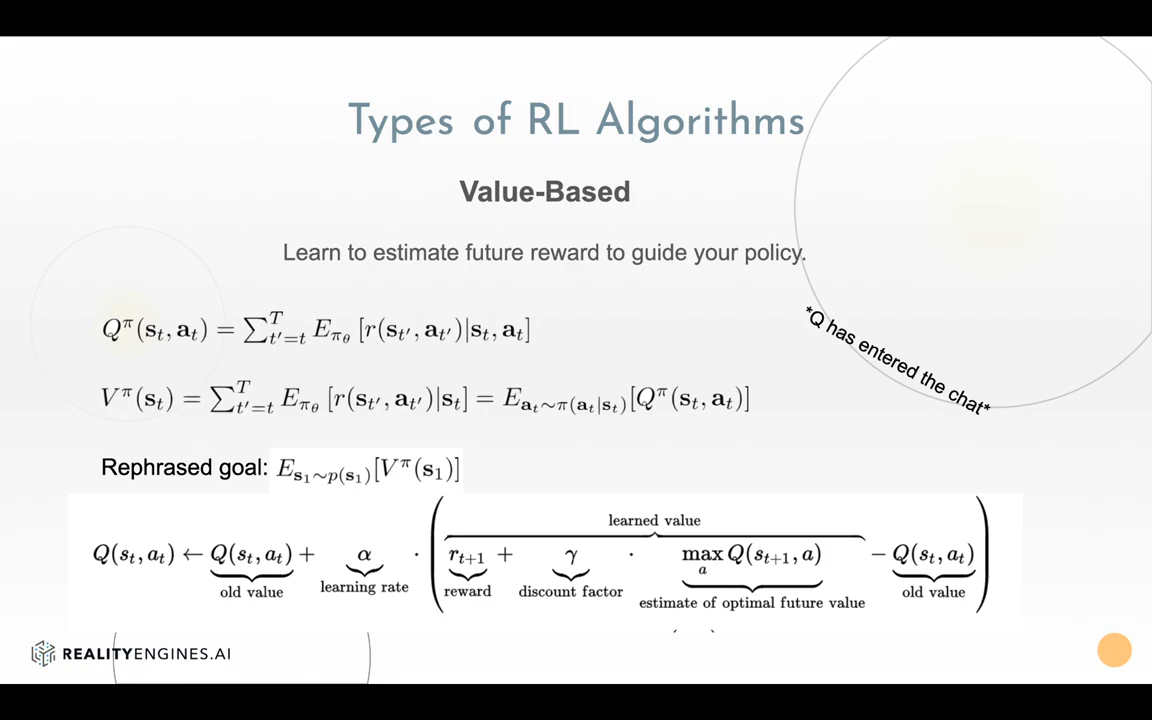 Types of RL Algorithms
Value-Based
Learn to estimate future reward to guide your policy.
*Q has entered the chat*
Q^π(s_t, a_t) = ∑_{t'=t}^T E_{π_θ} [r(s_{t'}, a_{t'})|s_t, a_t]
V^π(s_t) = ∑_{t'=t}^T E_{π_θ} [r(s_{t'}, a_{t'})|s_t] = E_{a_t∼π(a_t|s_t)}[Q^π(s_t, a_t)]
Rephrased goal: E_{s_1∼p(s_1)}[V^π(s_1)]
learned value
Q(s_t, a_t) ← Q(s_t, a_t) + α · ( r_{t+1} + γ · max_a Q(s_{t+1}, a) − Q(s_t, a_t) )
old value learning rate reward discount factor estimate of optimal future value old value
REALITYENGINES.AI